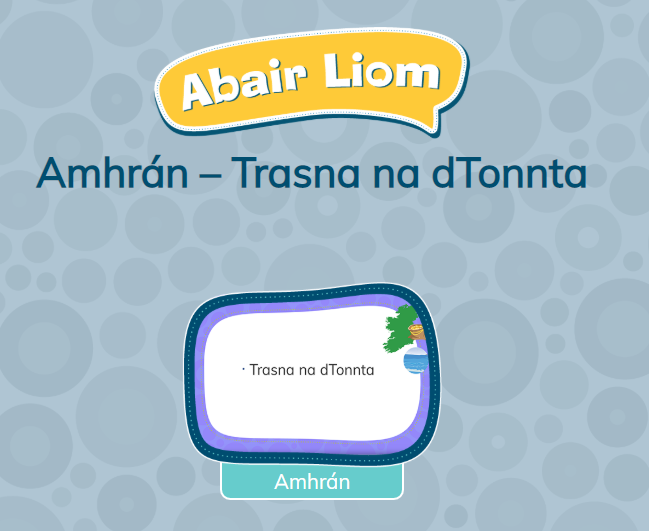 Abair Liom
Amhrán – Trasna na dTonnta
· Trasna na dTonnta
Amhrán